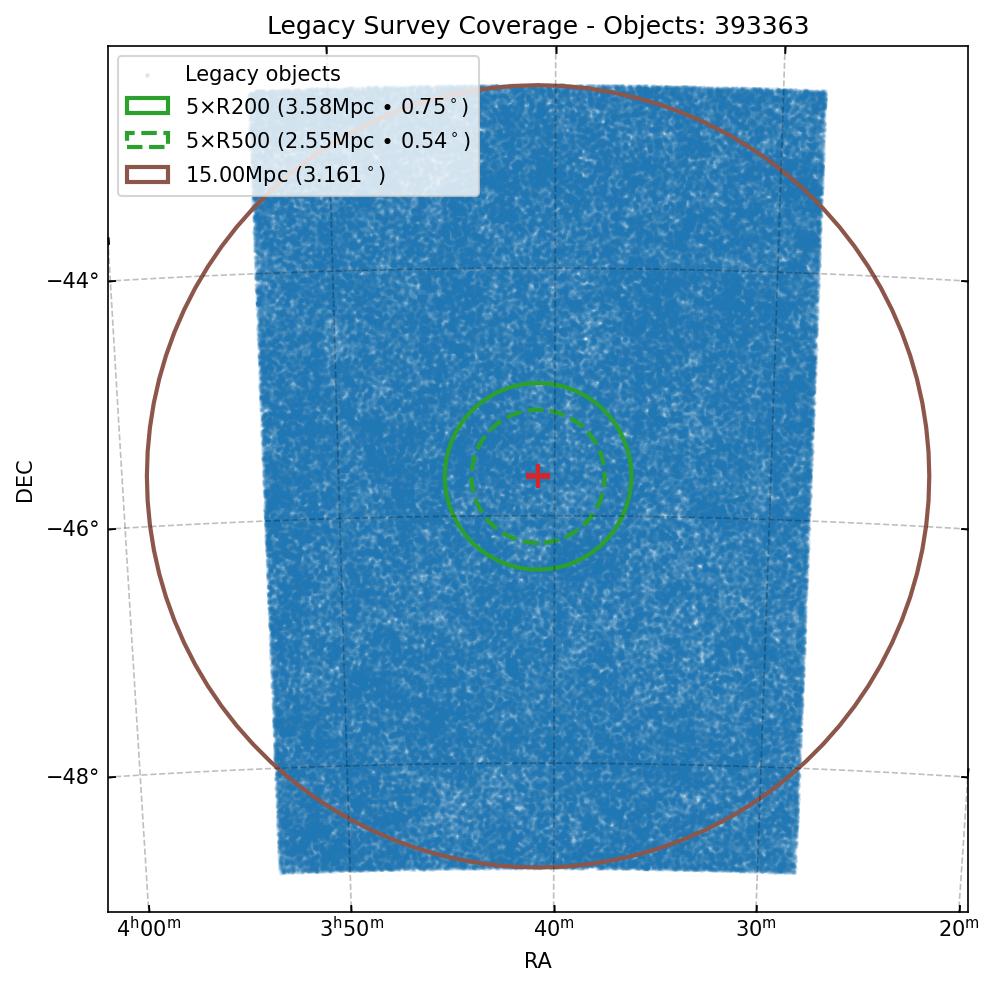 Legacy Survey Coverage - Objects: 393363
Legacy objects
5×R200 (3.58Mpc • 0.75°)
5×R500 (2.55Mpc • 0.54°)
15.00Mpc (3.161°)
−44°
−46°
−48°
DEC
4ʰ00ᵐ 3ʰ50ᵐ 40ᵐ 30ᵐ 20ᵐ
RA